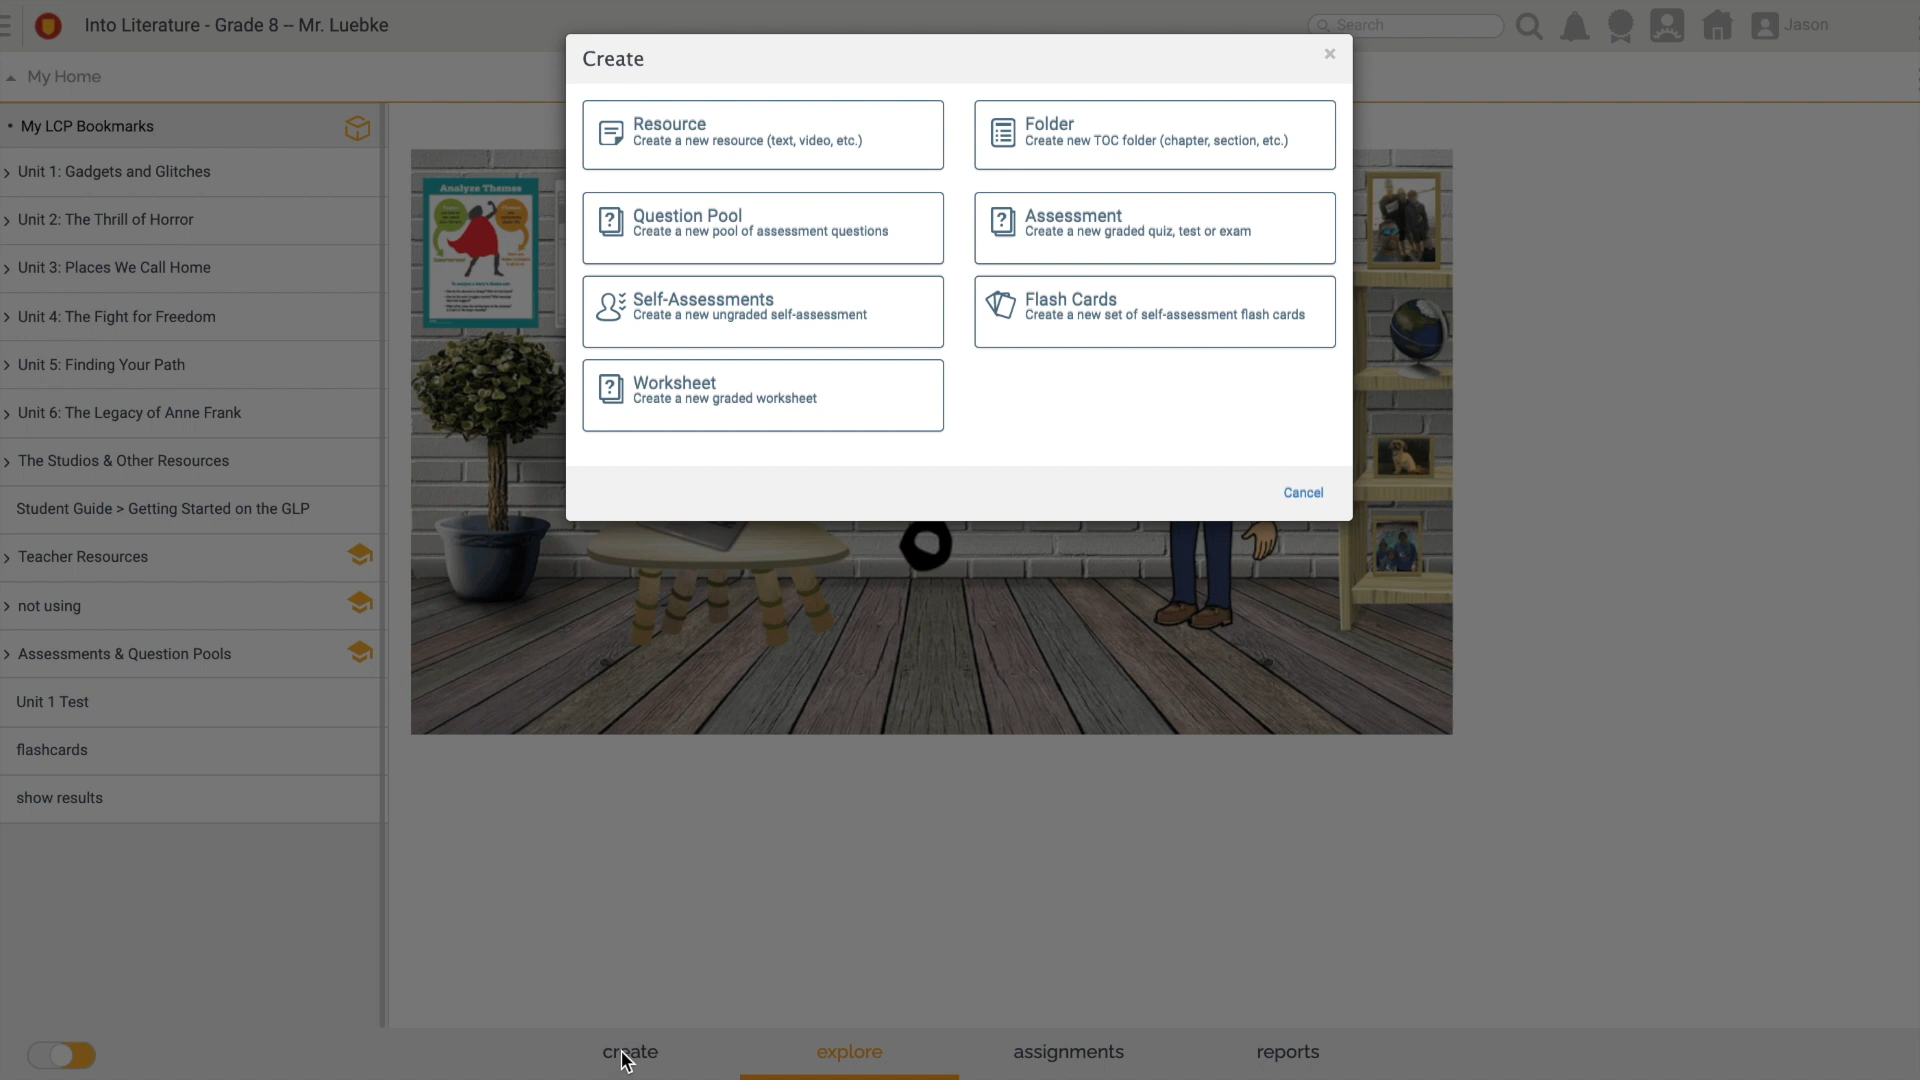 Into Literature - Grade 8 – Mr. Luebke
Search
Jason
My Home
Create
×
My LCP Bookmarks
Unit 1: Gadgets and Glitches
Unit 2: The Thrill of Horror
Unit 3: Places We Call Home
Unit 4: The Fight for Freedom
Unit 5: Finding Your Path
Unit 6: The Legacy of Anne Frank
The Studios & Other Resources
Student Guide > Getting Started on the GLP
Teacher Resources
not using
Assessments & Question Pools
Unit 1 Test
flashcards
show results
Analyze Themes
Resource
Create a new resource (text, video, etc.)
Folder
Create new TOC folder (chapter, section, etc.)
Question Pool
Create a new pool of assessment questions
Assessment
Create a new graded quiz, test or exam
Self-Assessments
Create a new ungraded self-assessment
Flash Cards
Create a new set of self-assessment flash cards
Worksheet
Create a new graded worksheet
Cancel
create
explore
assignments
reports